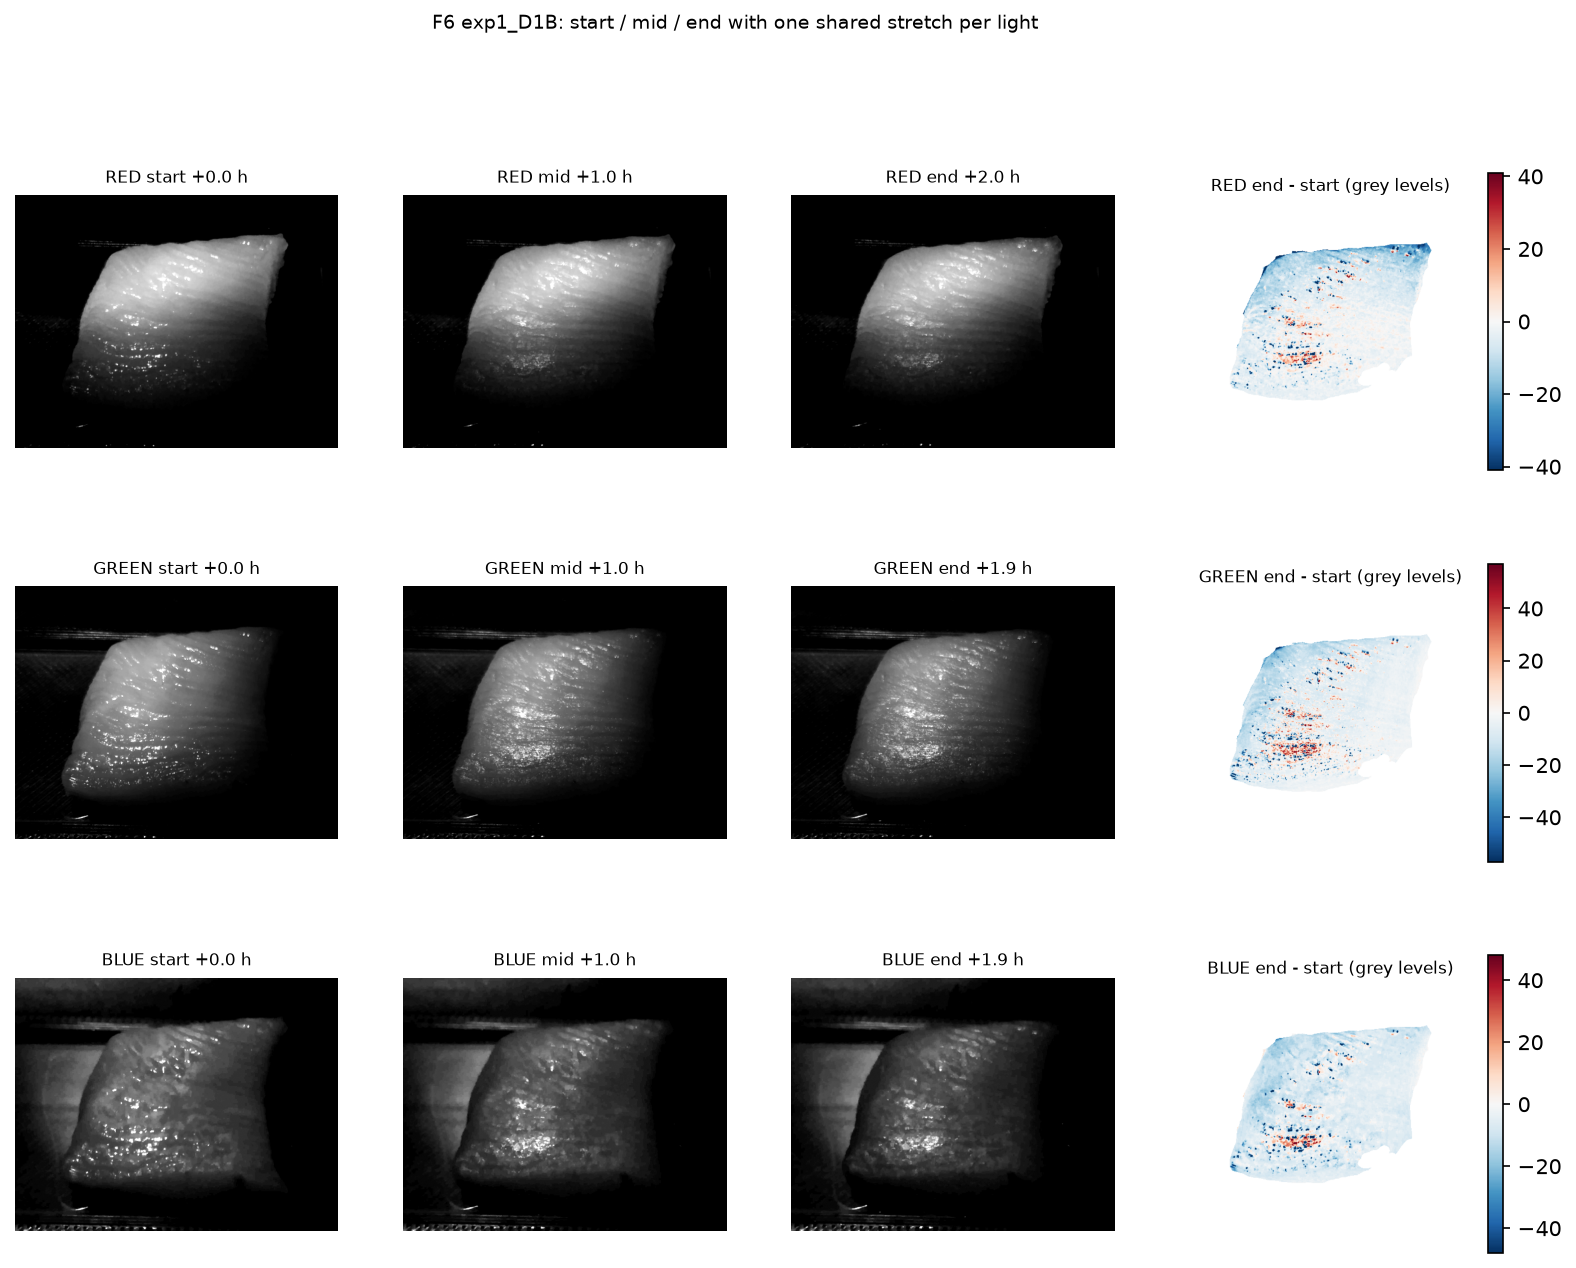 F6 exp1_D1B: start / mid / end with one shared stretch per light
RED start +0.0 h
RED mid +1.0 h
RED end +2.0 h
RED end - start (grey levels)
40
20
0
−20
−40
GREEN start +0.0 h
GREEN mid +1.0 h
GREEN end +1.9 h
GREEN end - start (grey levels)
40
20
0
−20
−40
BLUE start +0.0 h
BLUE mid +1.0 h
BLUE end +1.9 h
BLUE end - start (grey levels)
40
20
0
−20
−40